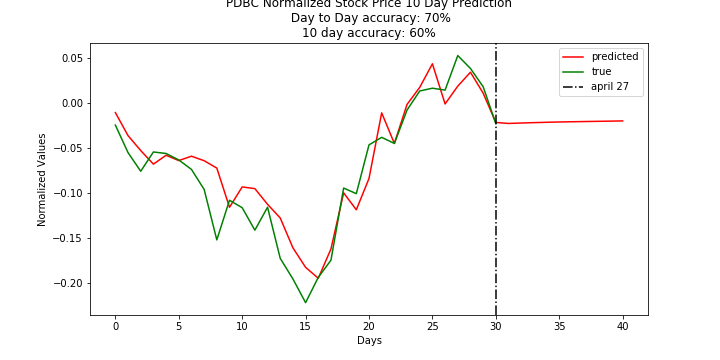 PDBC Normalized Stock Price 10 Day Prediction
Day to Day accuracy: 70%
10 day accuracy: 60%
predicted
true
april 27
Normalized Values
0.05
0.00
−0.05
−0.10
−0.15
−0.20
0 5 10 15 20 25 30 35 40
Days